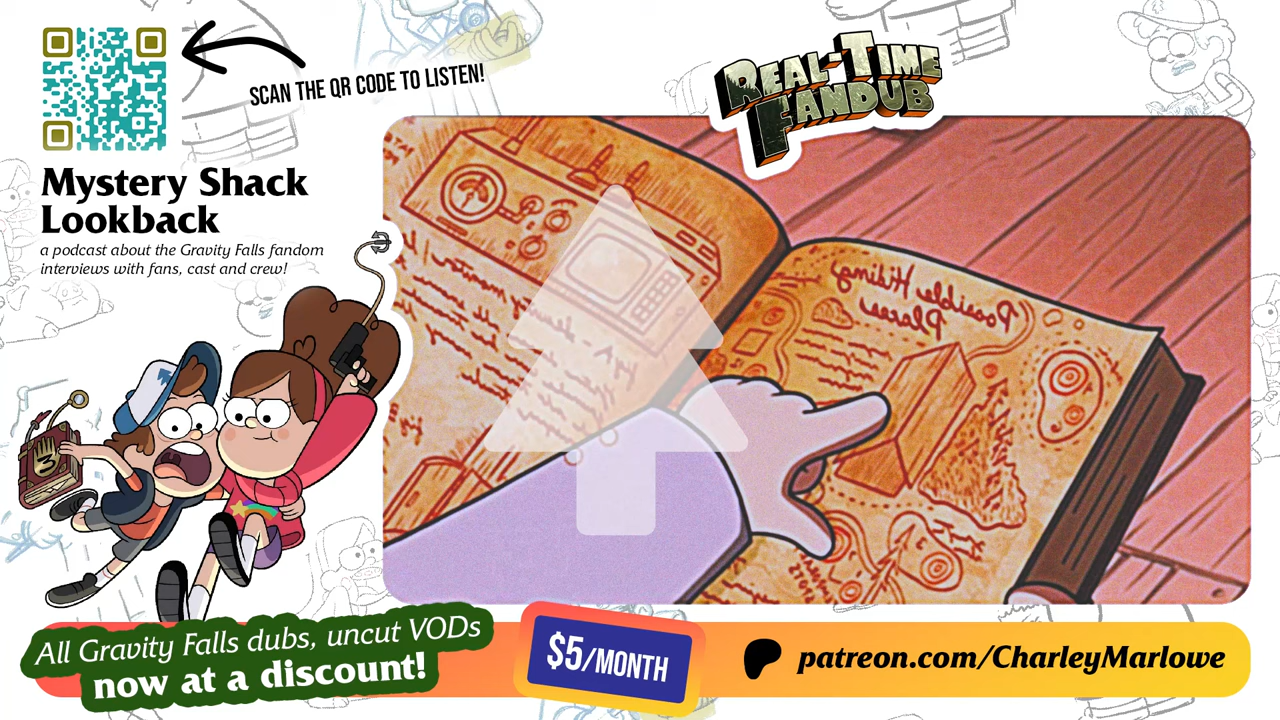 SCAN THE QR CODE TO LISTEN!
Mystery Shack
Lookback
a podcast about the Gravity Falls fandom
interviews with fans, cast and crew!
REAL-TIME
FANDUB
Possible Hiding
Places
3
All Gravity Falls dubs, uncut VODs
now at a discount!
$5/MONTH
patreon.com/CharleyMarlowe